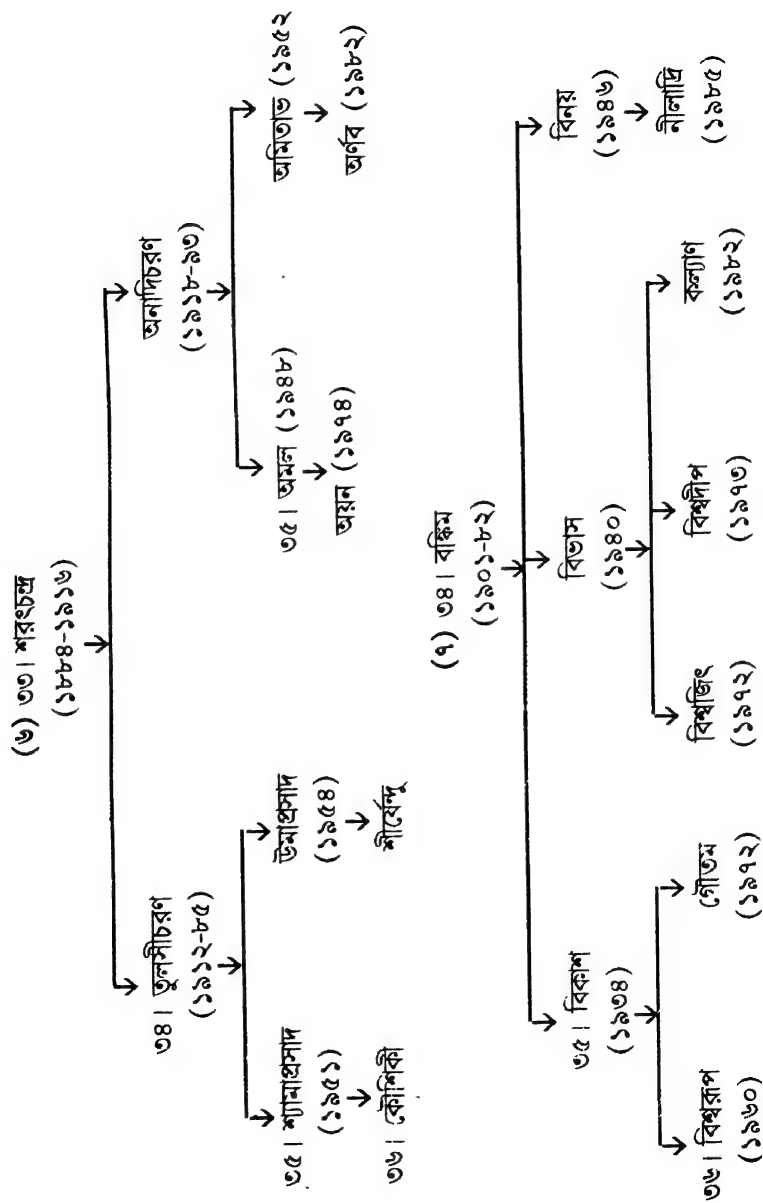 (৬) ৩৩। শরৎচন্দ্র
(১৮৮৪-১৯১৬)
৩৪। তুলসীচরণ
(১৯১২-৮৫)
অনাদিচরণ
(১৯১৮-৯৩)
৩৫। শ্যামাপ্রসাদ
(১৯৫১)
উমাপ্রসাদ
(১৯৫৪)
৩৫। অমল (১৯৪৮)
অমিতাভ (১৯৫২
৩৬। কৌশিকী
শীর্ষেন্দু
অয়ন (১৯৭৪)
অর্ণব (১৯৮২)
(৭) ৩৪। বঙ্কিম
(১৯০১-৮২)
৩৫। বিকাশ
(১৯৩৪)
বিভাস
(১৯৪০)
বিনয়
(১৯৪৬)
৩৬। বিশ্বরূপ
(১৯৬০)
গৌতম
(১৯৭২)
বিশ্বজিৎ
(১৯৭২)
বিশ্বদীপ
(১৯৭৩)
কল্যাণ
(১৯৮২)
নীলাদ্রি
(১৯৮৫)